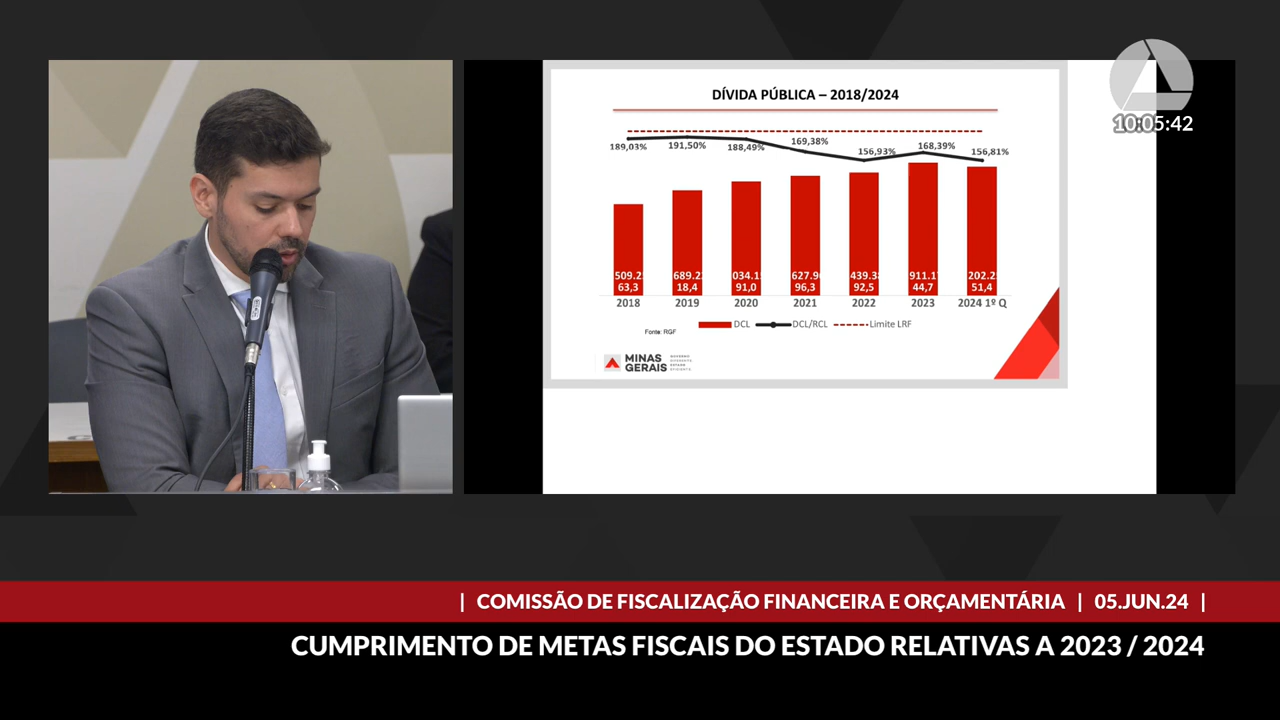 10:05:42
DÍVIDA PÚBLICA – 2018/2024
189,03% 191,50% 188,49% 169,38% 156,93% 168,39% 156,81%
63,3 18,4 91,0 96,3 92,5 44,7 51,4
2018 2019 2020 2021 2022 2023 2024 1º Q
DCL DCL/RCL Limite LRF
Fonte: RGF
MINAS
GERAIS
| COMISSÃO DE FISCALIZAÇÃO FINANCEIRA E ORÇAMENTÁRIA | 05.JUN.24 |
CUMPRIMENTO DE METAS FISCAIS DO ESTADO RELATIVAS A 2023 / 2024